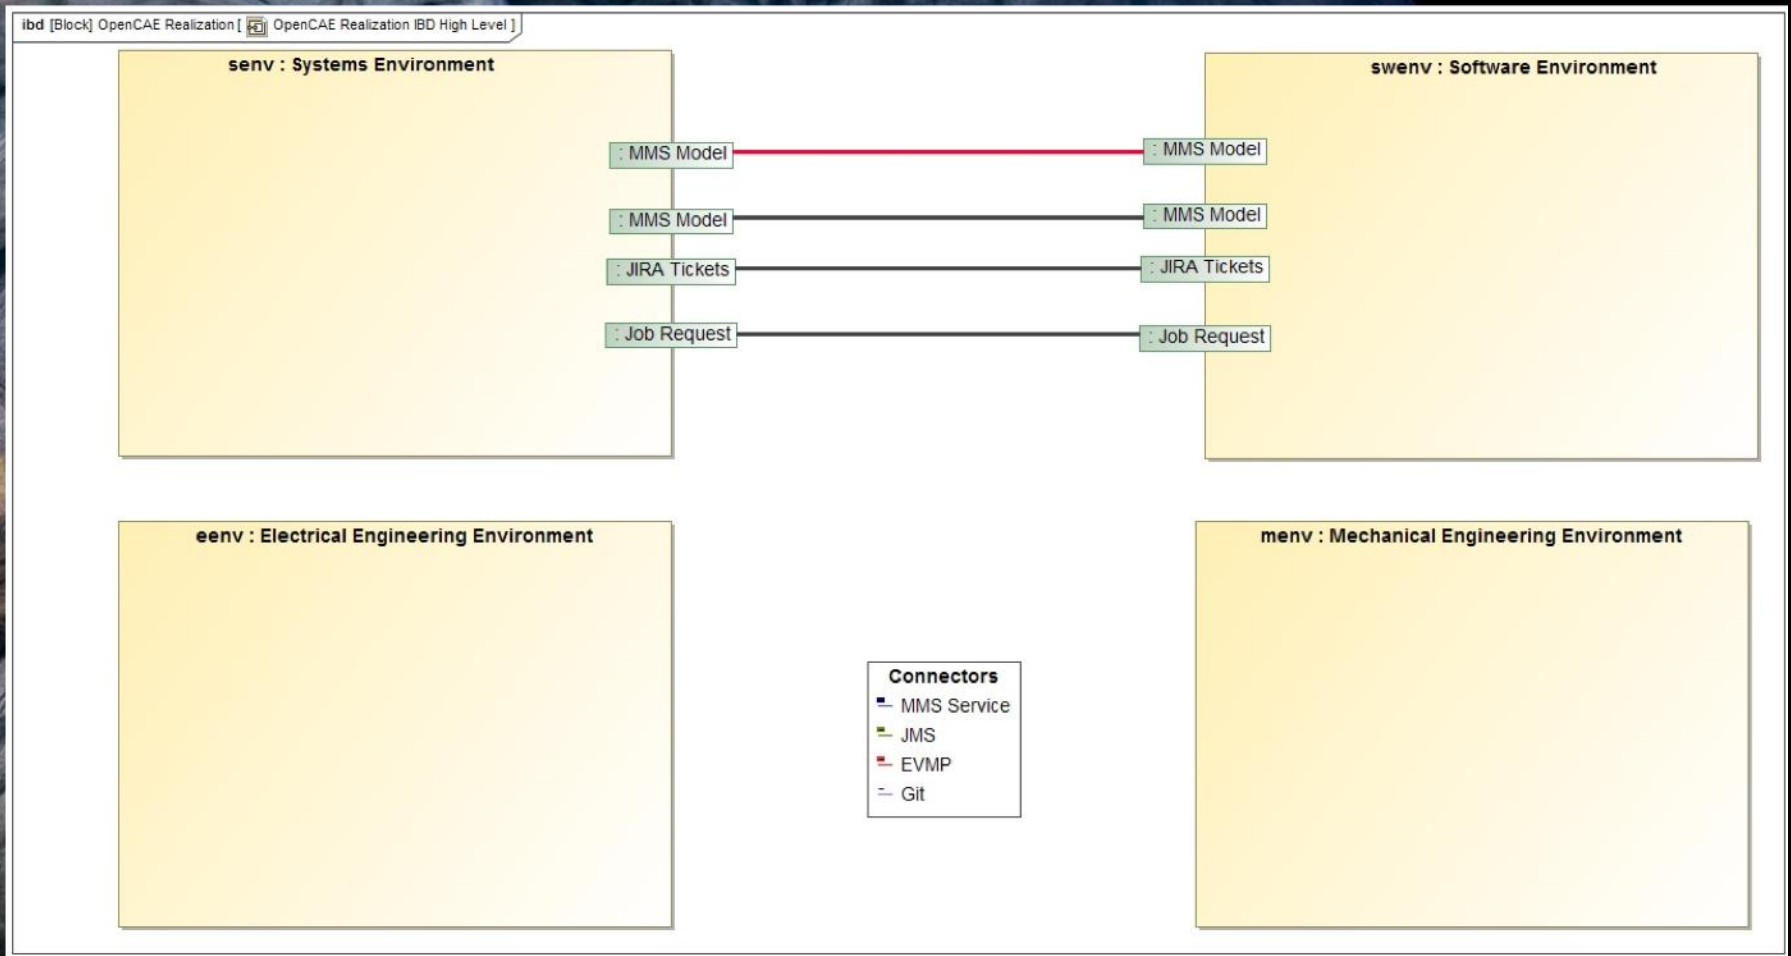 ibd [Block] OpenCAE Realization [ OpenCAE Realization IBD High Level ]
senv : Systems Environment
swenv : Software Environment
: MMS Model
: MMS Model
: MMS Model
: MMS Model
: JIRA Tickets
: JIRA Tickets
: Job Request
: Job Request
eenv : Electrical Engineering Environment
menv : Mechanical Engineering Environment
Connectors
MMS Service
JMS
EVMP
Git